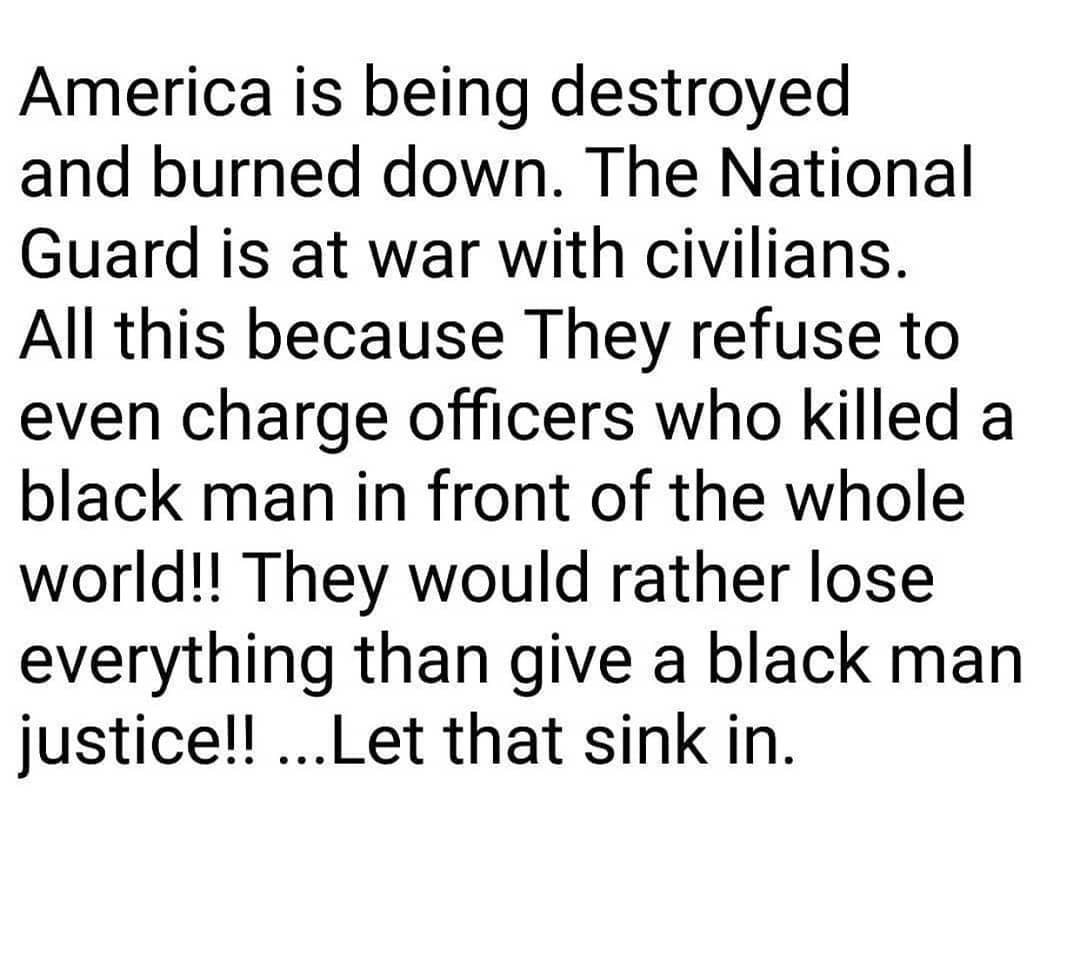 America is being destroyed
and burned down. The National
Guard is at war with civilians.
All this because They refuse to
even charge officers who killed a
black man in front of the whole
world!! They would rather lose
everything than give a black man
justice!! ...Let that sink in.